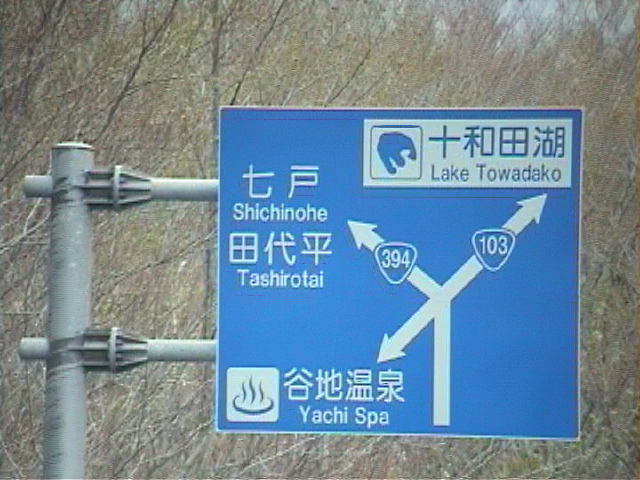 十和田湖
Lake Towadako
七戸
Shichinohe
田代平
Tashirotai
394
103
谷地温泉
Yachi Spa